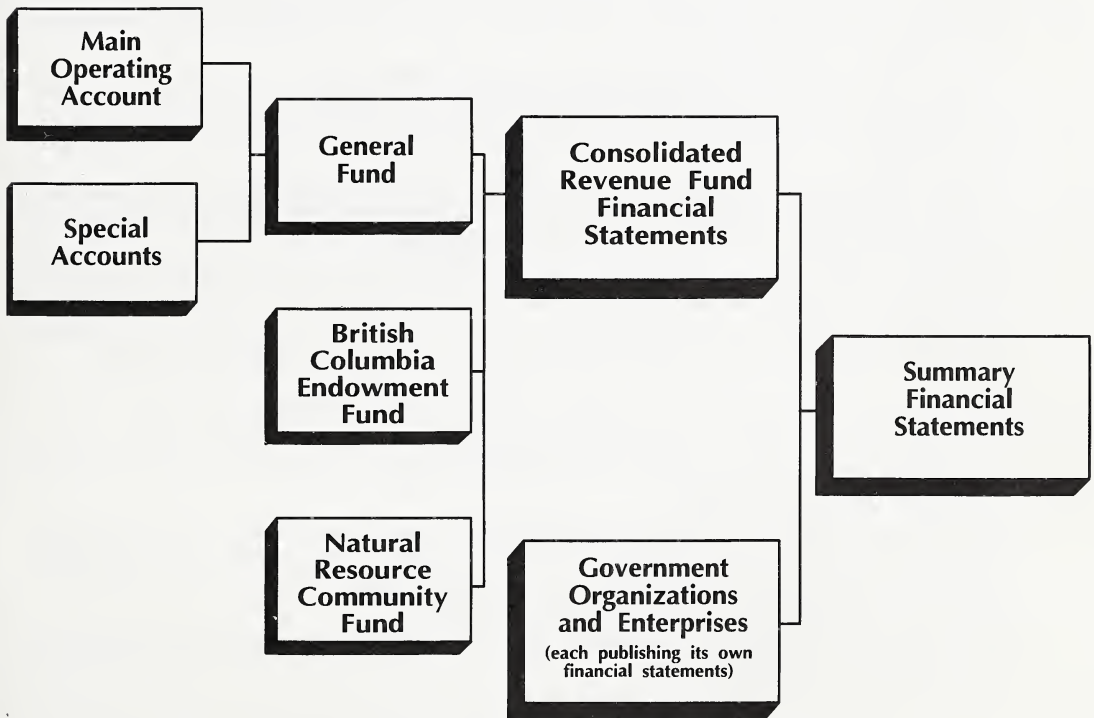 Main
Operating
Account
Special
Accounts
General
Fund
British
Columbia
Endowment
Fund
Natural
Resource
Community
Fund
Consolidated
Revenue Fund
Financial
Statements
Government
Organizations
and Enterprises
(each publishing its own
financial statements)
Summary
Financial
Statements